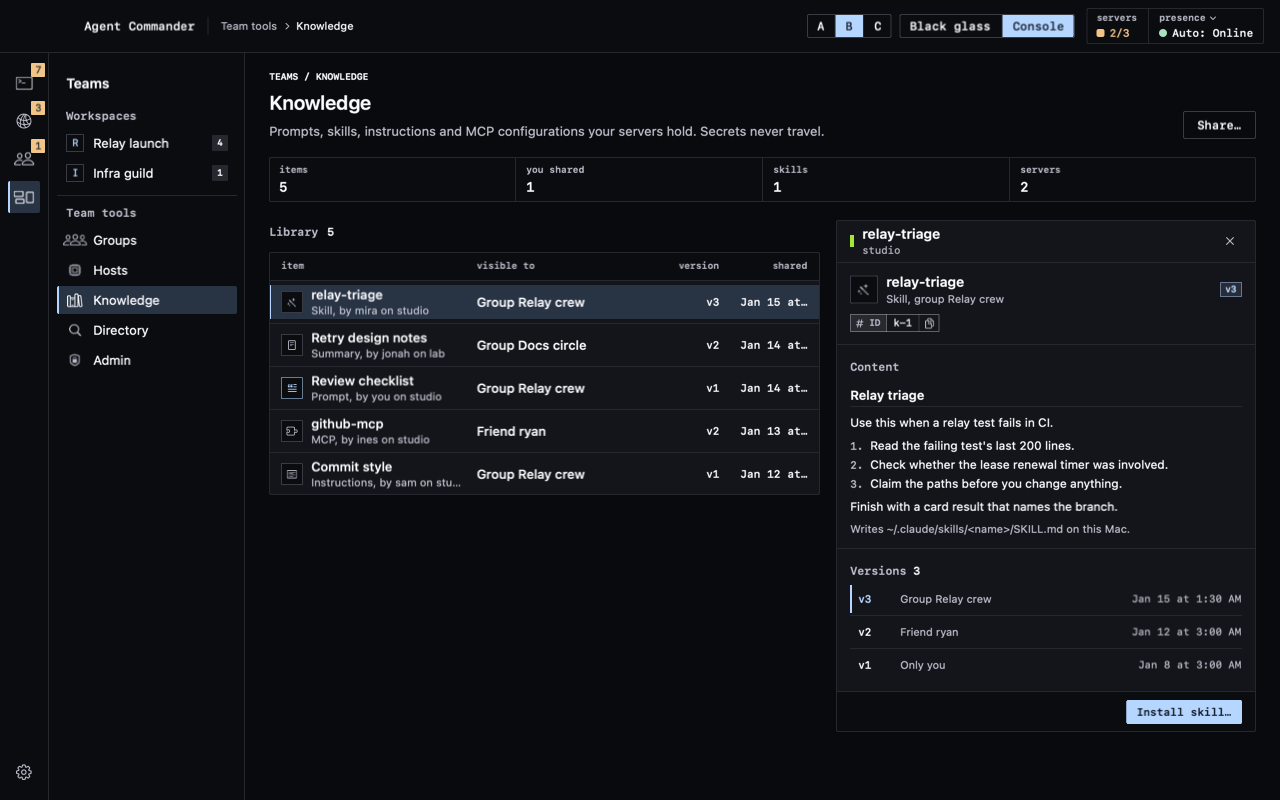 Agent Commander
Team tools > Knowledge
A B C
Black glass Console
servers
2/3
presence
Auto: Online
7
3
1
Teams
Workspaces
R Relay launch 4
I Infra guild 1
Team tools
Groups
Hosts
Knowledge
Directory
Admin
TEAMS / KNOWLEDGE
Knowledge
Prompts, skills, instructions and MCP configurations your servers hold. Secrets never travel.
Share…
items
5
you shared
1
skills
1
servers
2
Library 5
item visible to version shared
relay-triage
Skill, by mira on studio
Group Relay crew v3 Jan 15 at…
Retry design notes
Summary, by jonah on lab
Group Docs circle v2 Jan 14 at…
Review checklist
Prompt, by you on studio
Group Relay crew v1 Jan 14 at…
github-mcp
MCP, by ines on studio
Friend ryan v2 Jan 13 at…
Commit style
Instructions, by sam on stu…
Group Relay crew v1 Jan 12 at…
relay-triage
studio
relay-triage
Skill, group Relay crew
v3
# ID k-1
Content
Relay triage
Use this when a relay test fails in CI.
1. Read the failing test's last 200 lines.
2. Check whether the lease renewal timer was involved.
3. Claim the paths before you change anything.
Finish with a card result that names the branch.
Writes ~/.claude/skills/<name>/SKILL.md on this Mac.
Versions 3
v3 Group Relay crew Jan 15 at 1:30 AM
v2 Friend ryan Jan 12 at 3:00 AM
v1 Only you Jan 8 at 3:00 AM
Install skill…